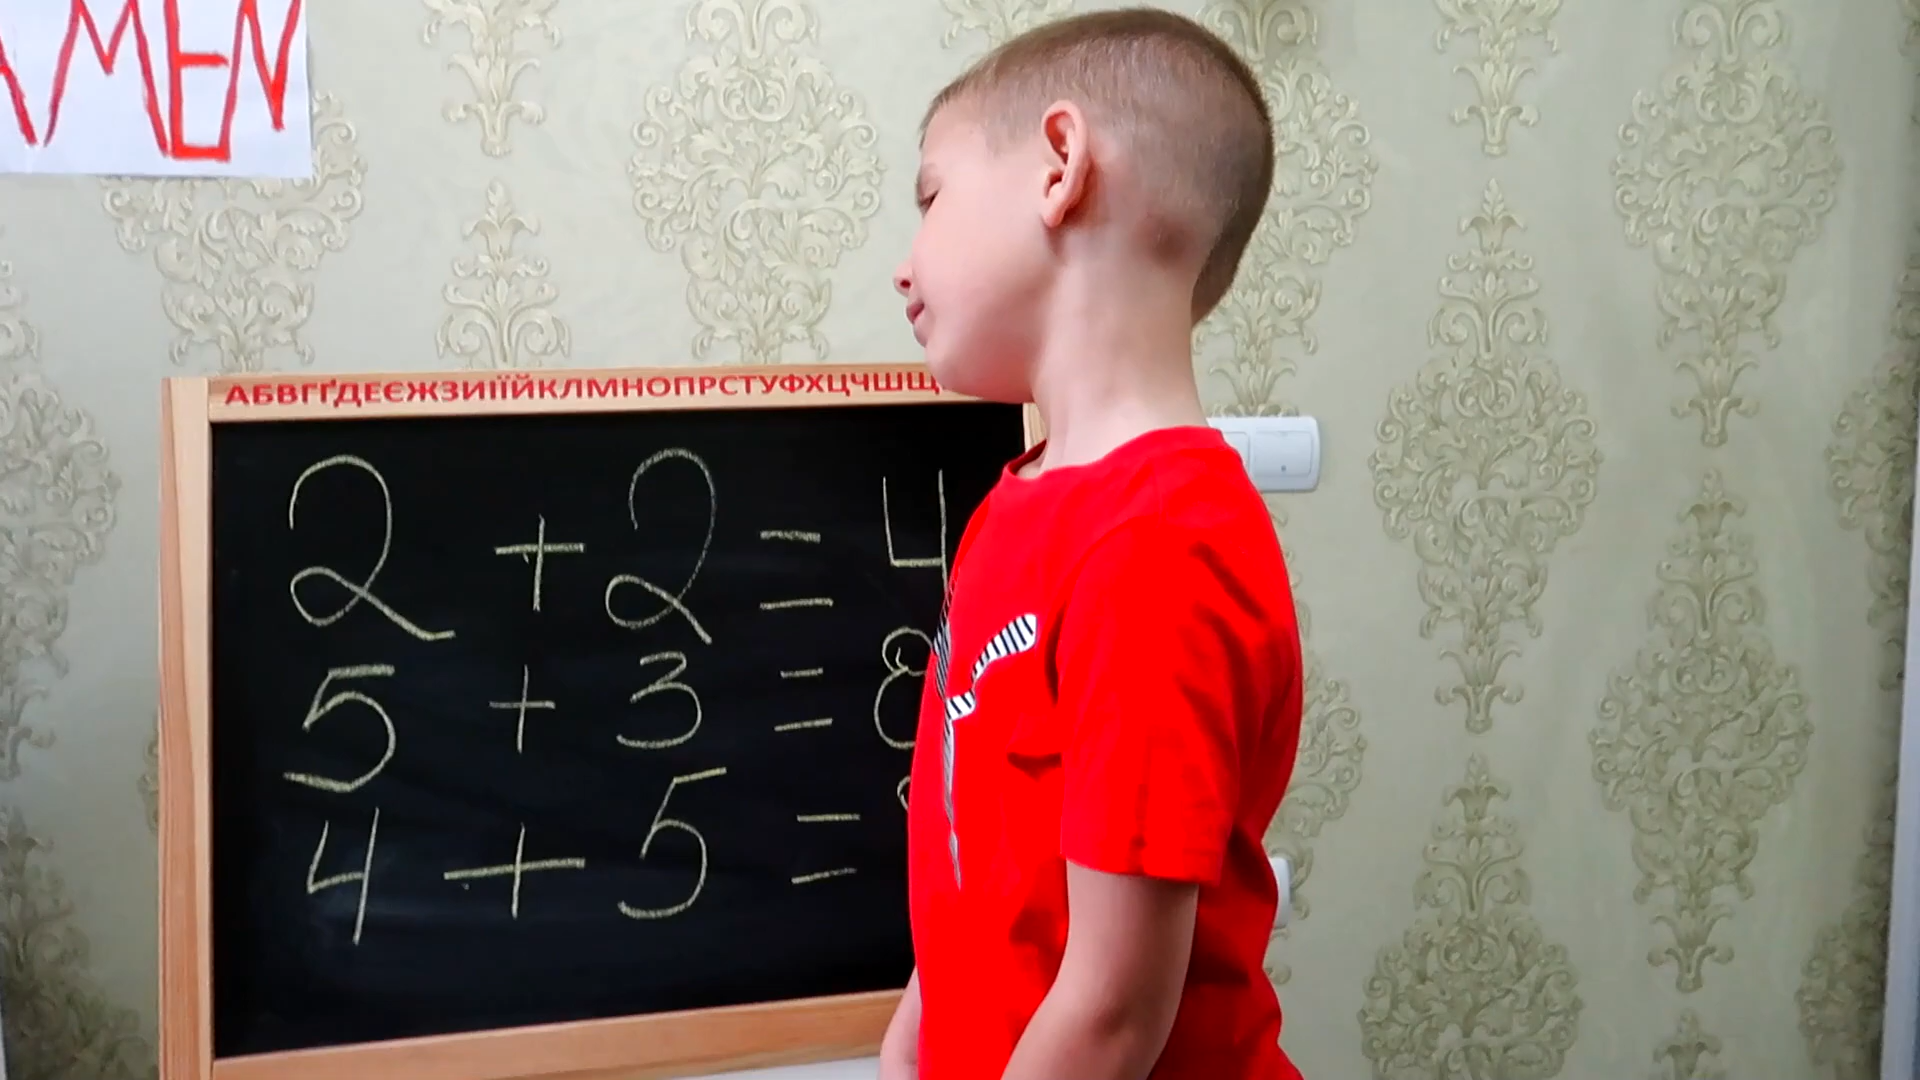 AMEN
АБВГҐДЕЄЖЗИІЇЙКЛМНОПРСТУФХЦЧШЩ
2 + 2 = 4
5 + 3 = 8
4 + 5 =